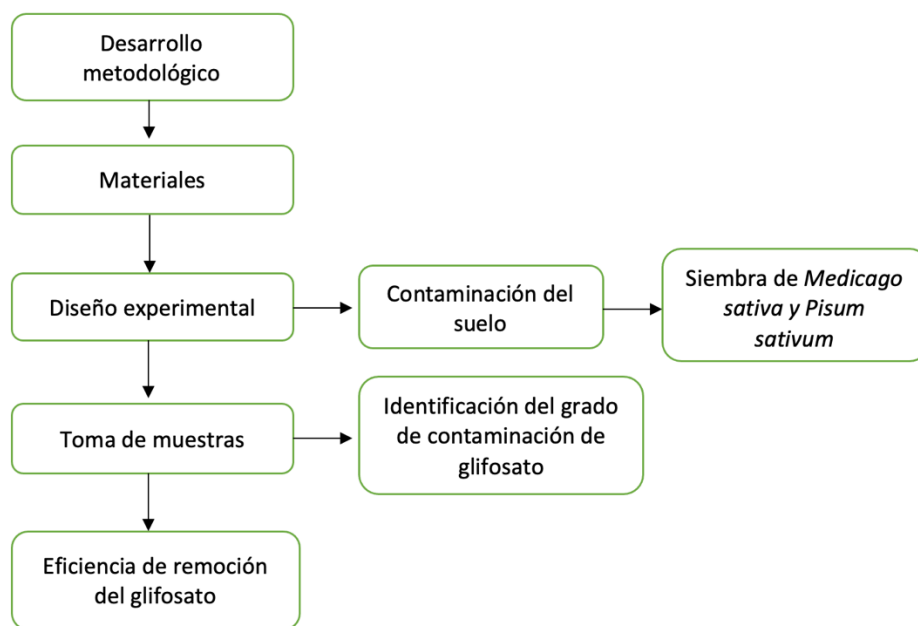 Desarrollo
metodológico
Materiales
Diseño experimental
Contaminación del
suelo
Siembra de Medicago
sativa y Pisum
sativum
Toma de muestras
Identificación del grado
de contaminación de
glifosato
Eficiencia de remoción
del glifosato